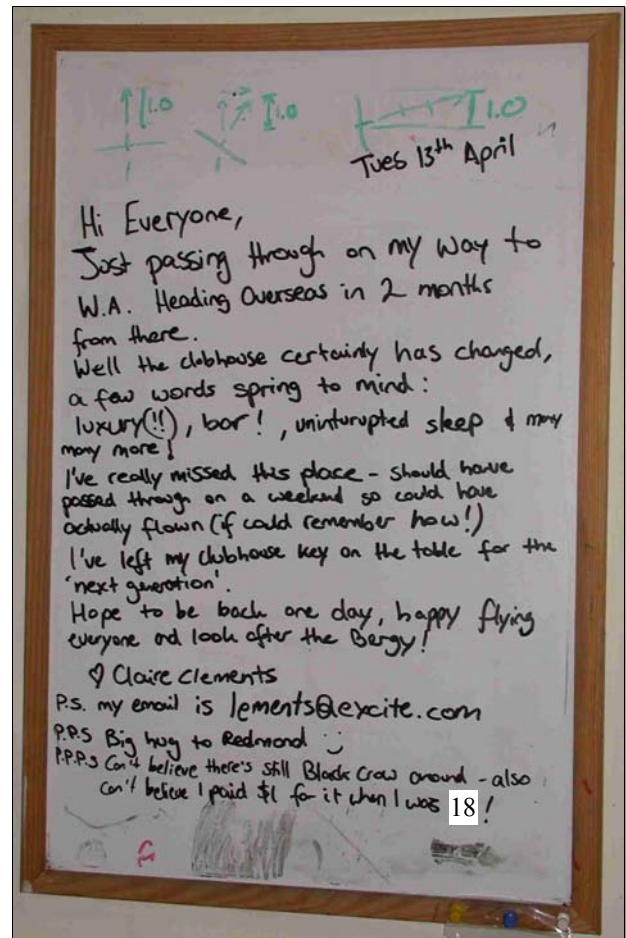 1.0 1.0 1.0
Tues 13th April
Hi Everyone,
Just passing through on my way to
W.A. Heading Overseas in 2 months
from there.
Well the clubhouse certainly has changed,
a few words spring to mind:
luxury(!!), bar!, uninturupted sleep & many
many more!
I've really missed this place - should have
passed through on a weekend so could have
actually flown (if could remember how!)
I've left my clubhouse key on the table for the
'next generation'.
Hope to be back one day, happy flying
everyone and look after the Bergy!
♡ Claire Clements
P.S. my email is lements@excite.com
P.P.S Big hug to Redmond
P.P.P.S Can't believe there's still Black Crow around - also
can't believe I paid $1 for it when I was 18!